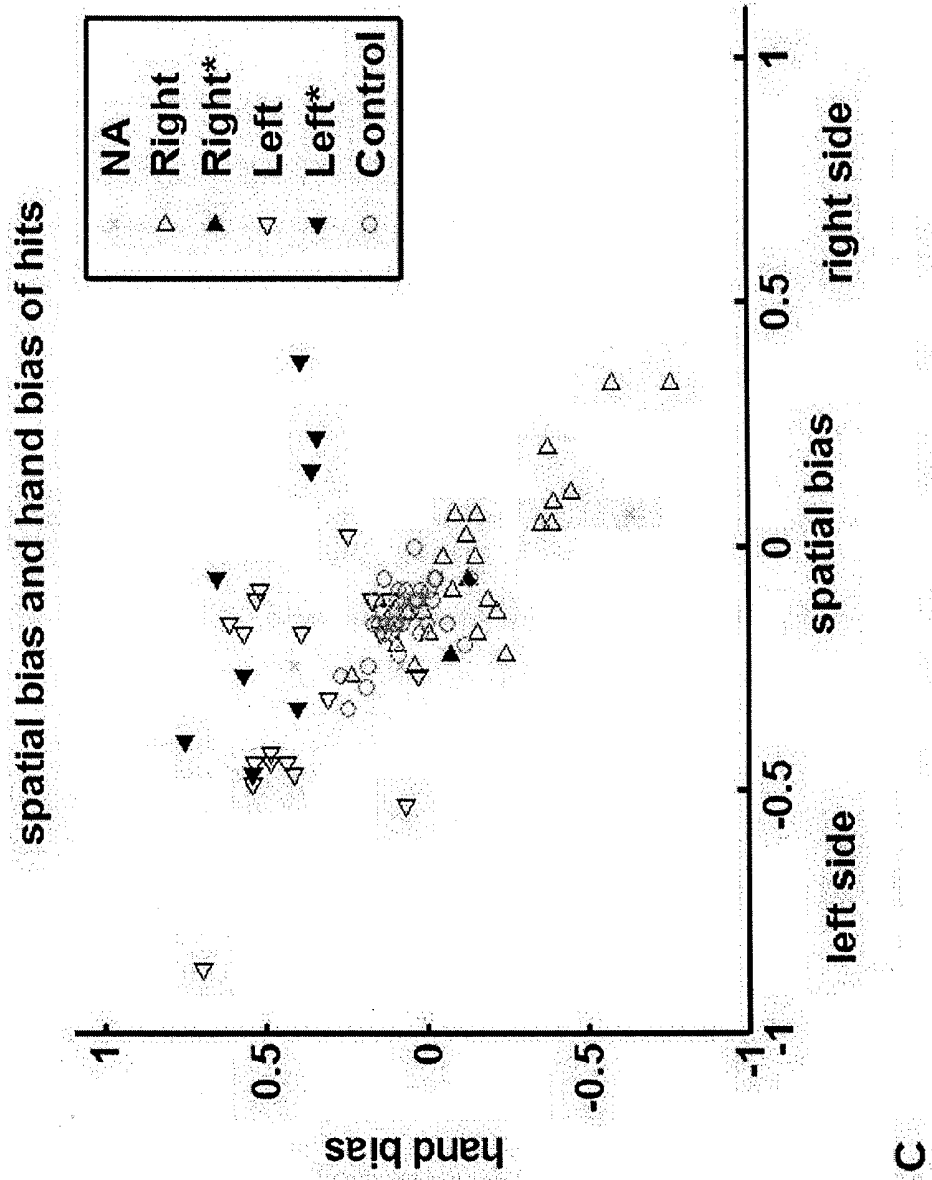 spatial bias and hand bias of hits
NA
Right
Right*
Left
Left*
Control
hand bias
1
0.5
0
-0.5
-1
-1
-0.5
0
0.5
1
left side
spatial bias
right side
C